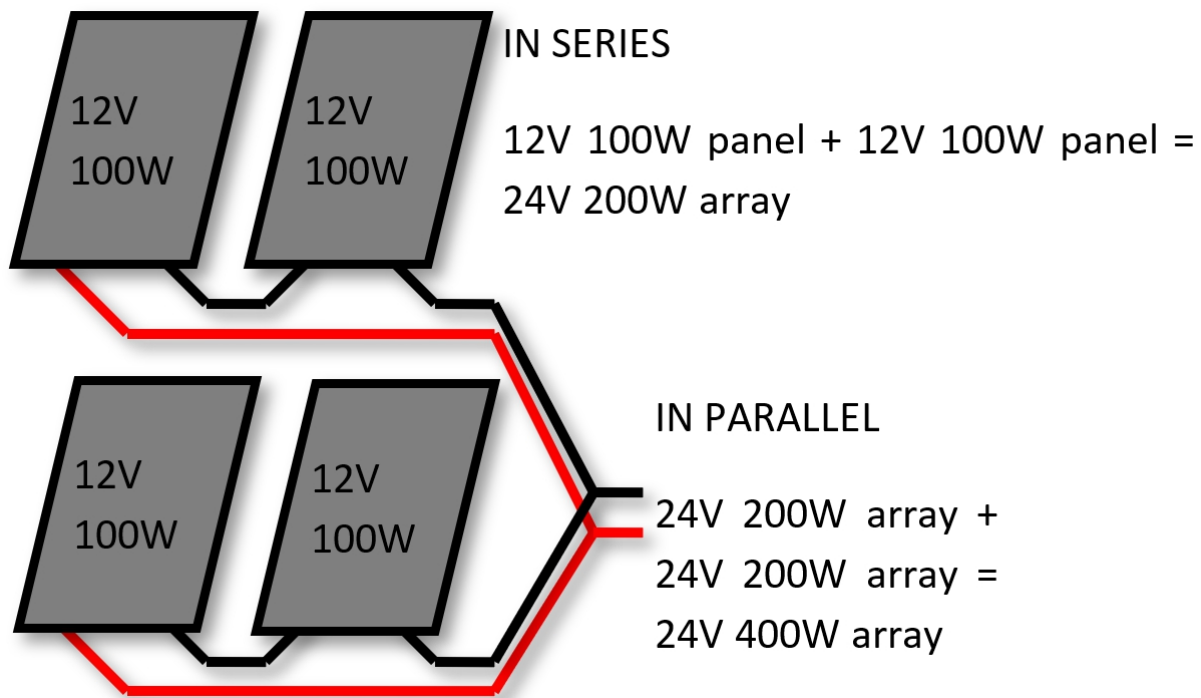 12V
100W
12V
100W
IN SERIES
12V 100W panel + 12V 100W panel =
24V 200W array
12V
100W
12V
100W
IN PARALLEL
24V 200W array +
24V 200W array =
24V 400W array